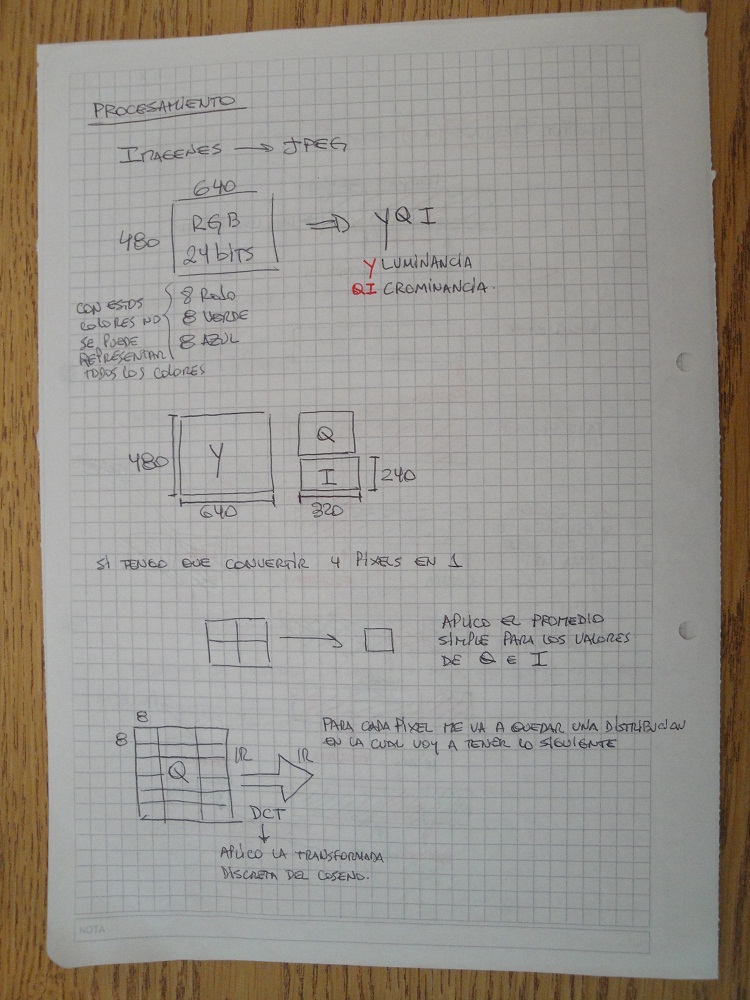 PROCESAMIENTO
IMAGENES → JPEG
640
480
RGB
24 bITS
⇒ YQI
Y LUMINANCIA
QI CROMINANCIA.
CON ESTOS
COLORES NO
SE PUEDE
REPRESENTAR
TODOS LOS COLORES
8 ROJO
8 VERDE
8 AZUL
480
Y
640
Q
I
240
320
SI TENGO QUE CONVERTIR 4 PIXELS EN 1
→
APLICO EL PROMEDIO
SIMPLE PARA LOS VALORES
DE Q E I
8
8
Q
IR
IR
DCT
↓
APLICO LA TRANSFORMADA
DISCRETA DEL COSENO.
PARA CADA PIXEL ME VA A QUEDAR UNA DISTRIBUCION
EN LA CUAL VOY A TENER LO SIGUIENTE
NOTA